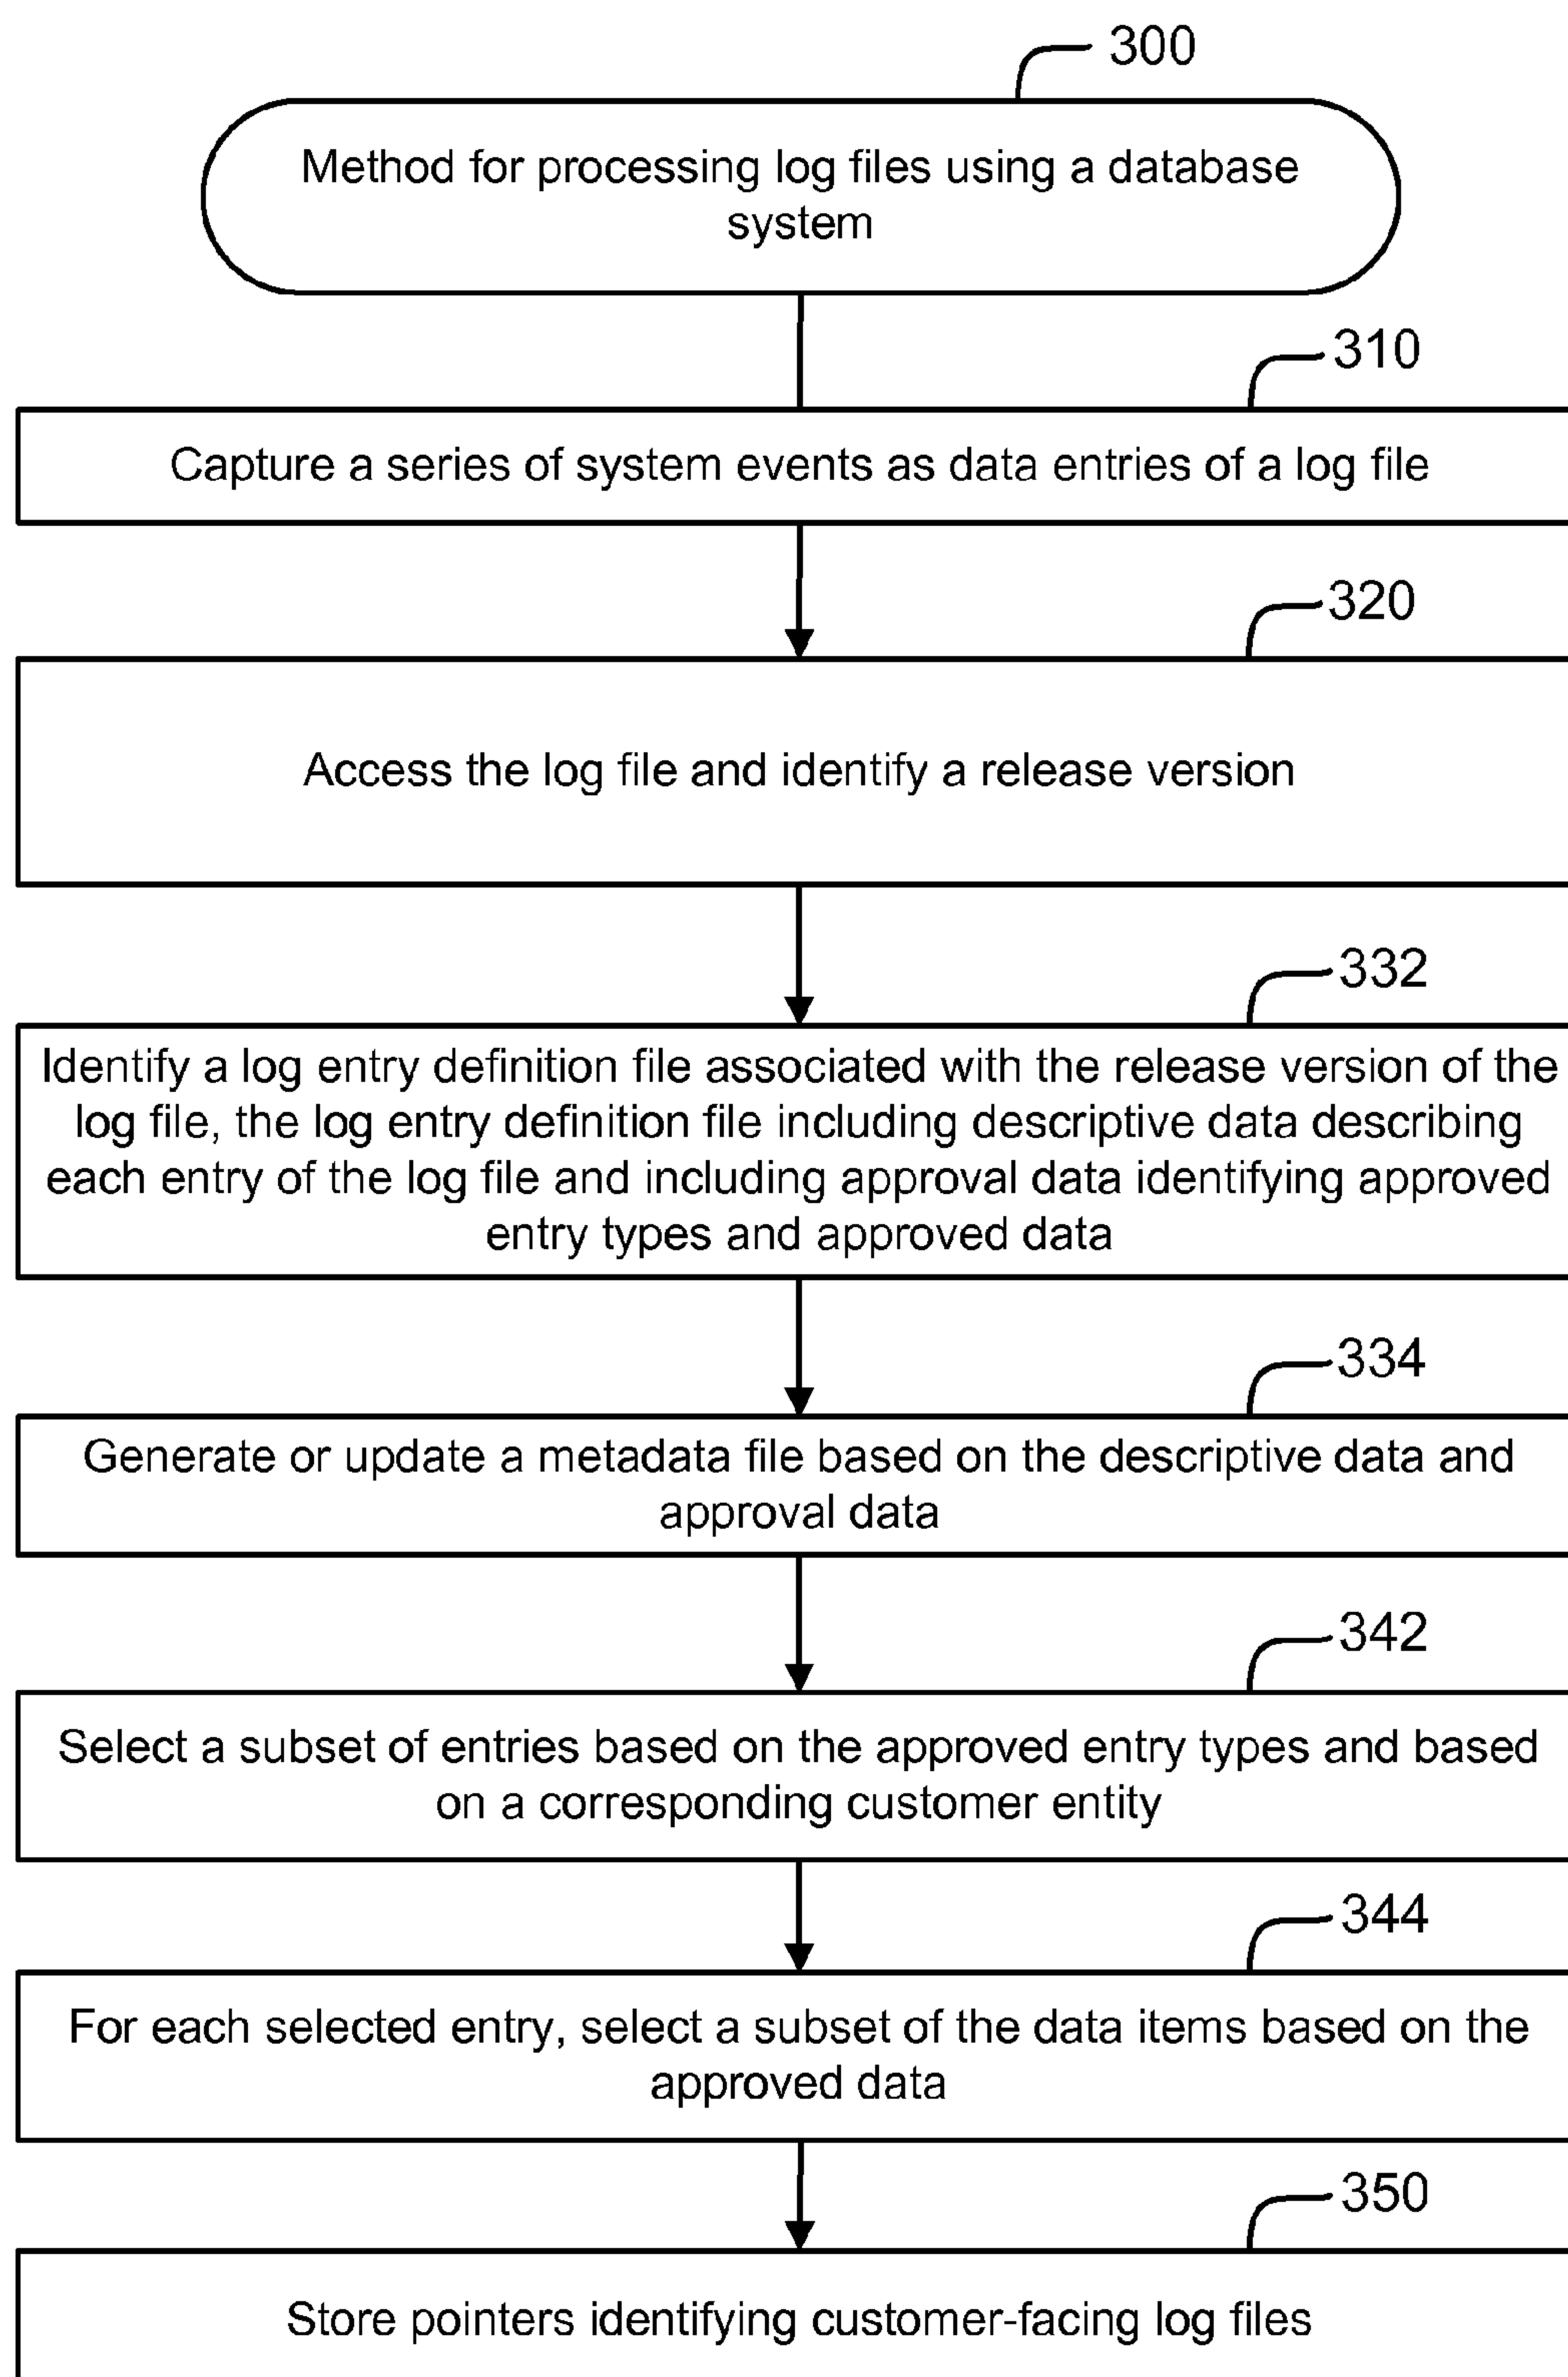 300
Method for processing log files using a database
system
310
Capture a series of system events as data entries of a log file
320
Access the log file and identify a release version
332
Identify a log entry definition file associated with the release version of the
log file, the log entry definition file including descriptive data describing
each entry of the log file and including approval data identifying approved
entry types and approved data
334
Generate or update a metadata file based on the descriptive data and
approval data
342
Select a subset of entries based on the approved entry types and based
on a corresponding customer entity
344
For each selected entry, select a subset of the data items based on the
approved data
350
Store pointers identifying customer-facing log files